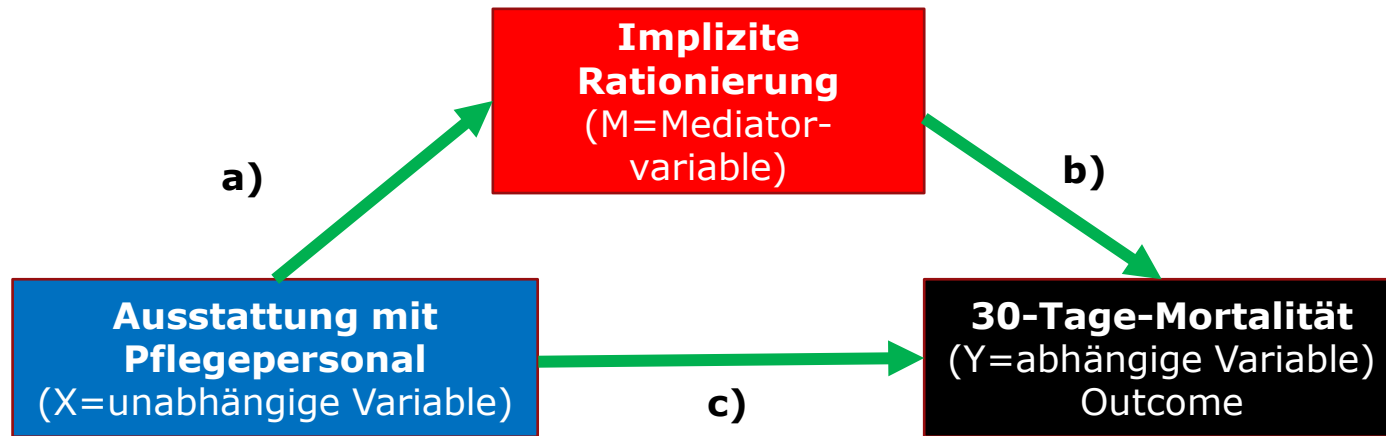 Implizite
Rationierung
(M=Mediator-
variable)
a)
b)
Ausstattung mit
Pflegepersonal
(X=unabhängige Variable)
c)
30-Tage-Mortalität
(Y=abhängige Variable)
Outcome